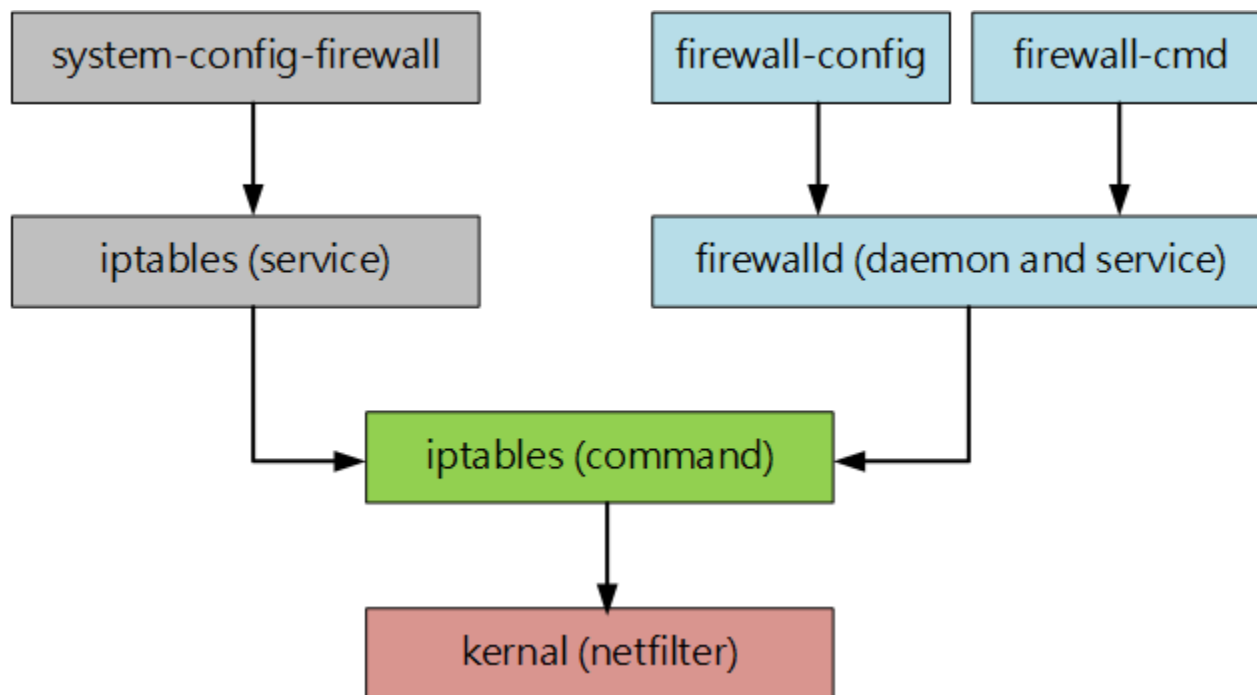 system-config-firewall
firewall-config
firewall-cmd
iptables (service)
firewalld (daemon and service)
iptables (command)
kernal (netfilter)